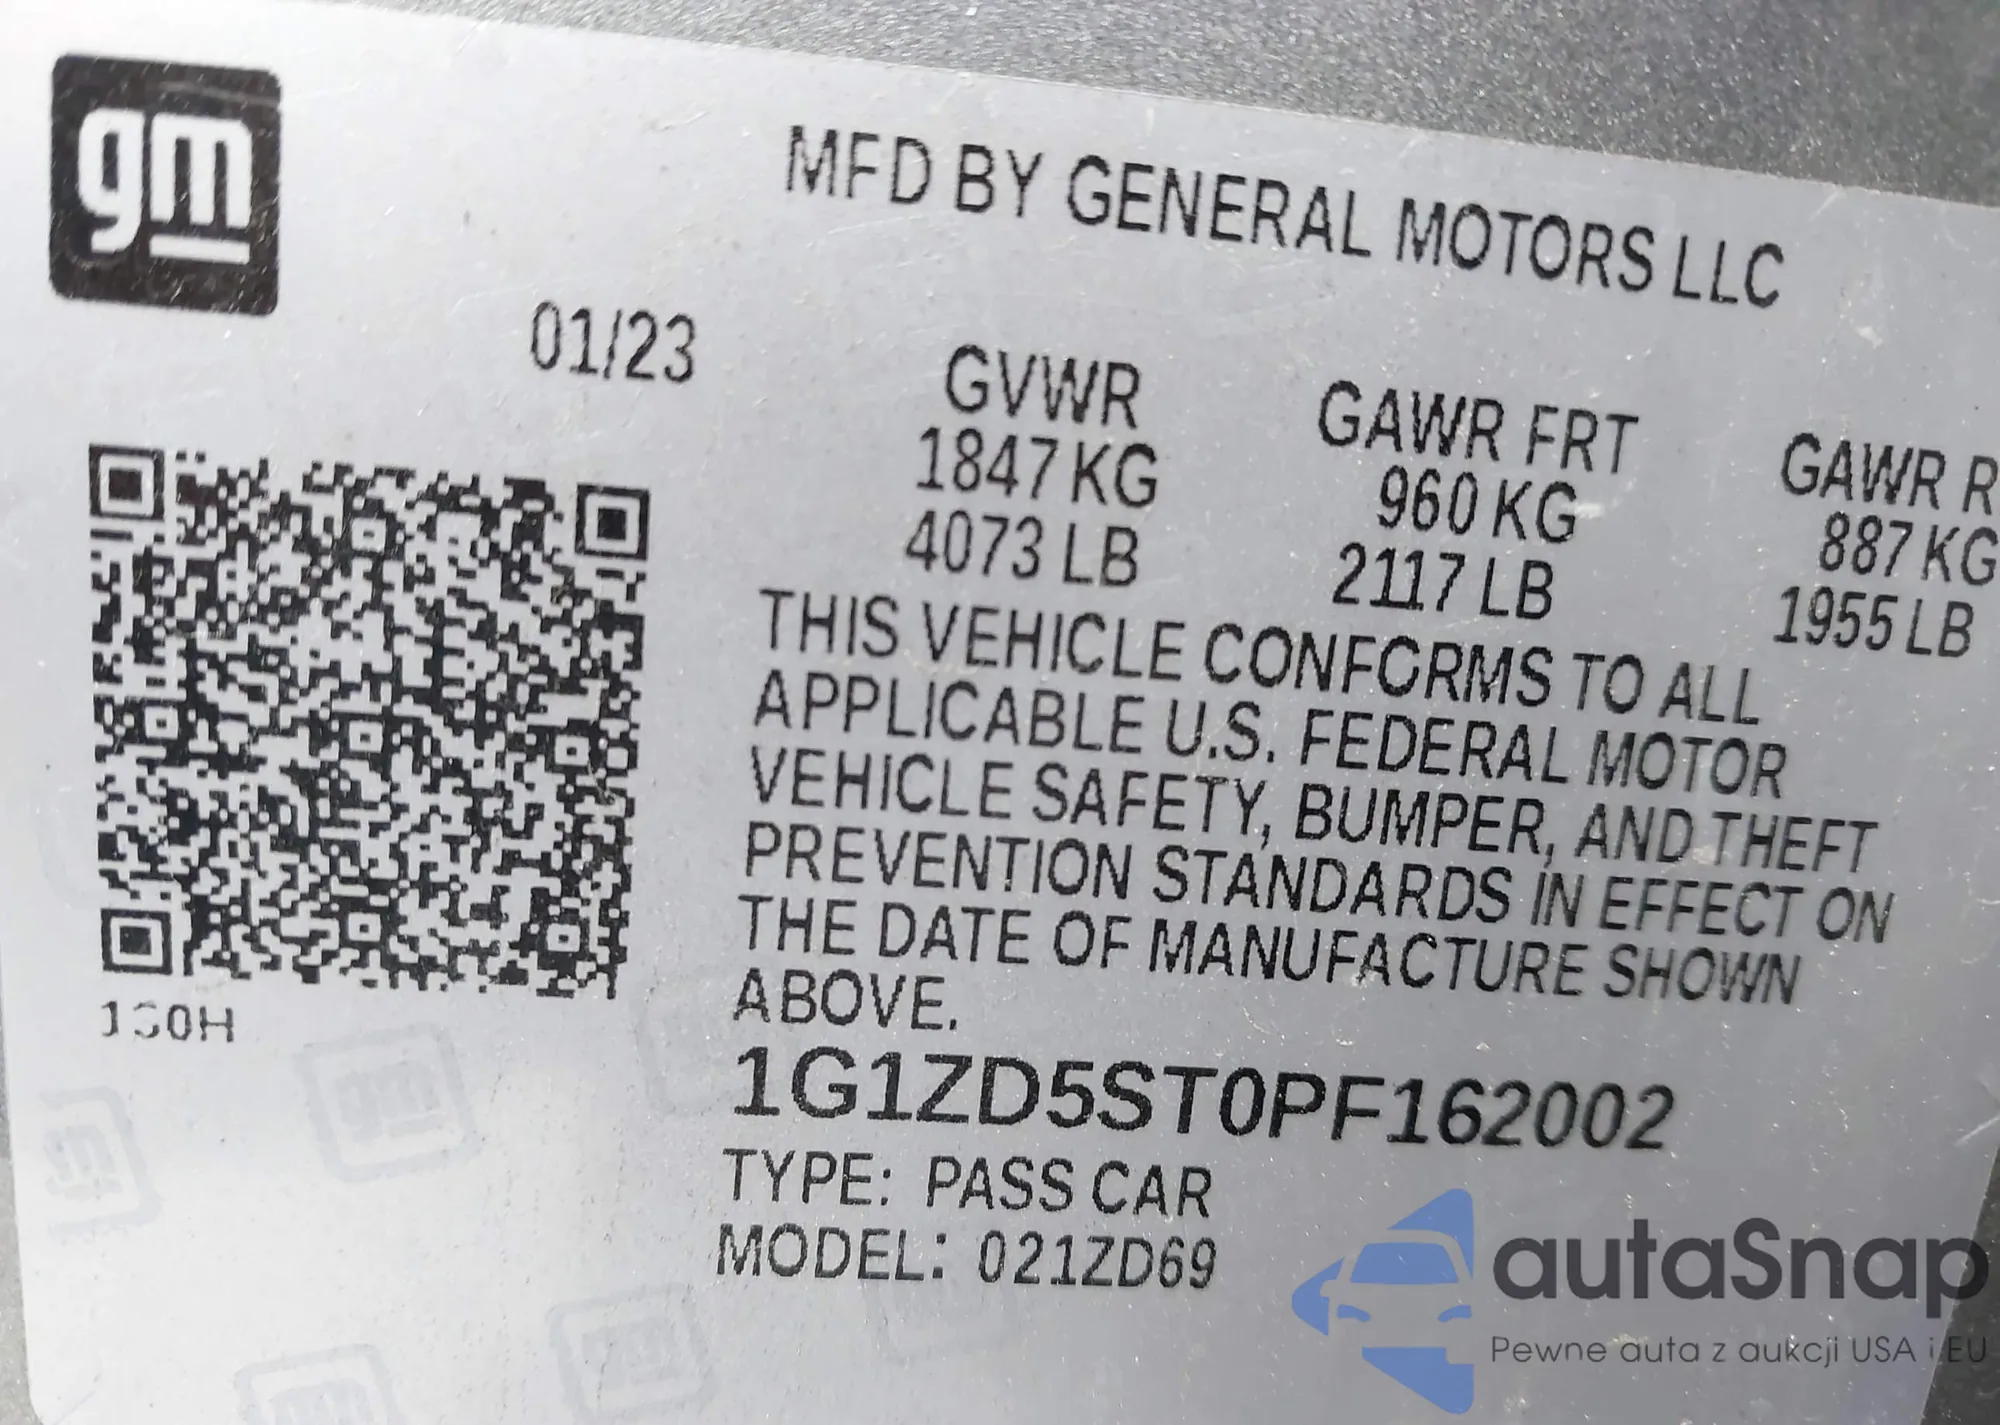 gm
MFD BY GENERAL MOTORS LLC
01/23
GVWR GAWR FRT GAWR R
1847 KG 960 KG 887 KG
4073 LB 2117 LB 1955 LB
THIS VEHICLE CONFORMS TO ALL
APPLICABLE U.S. FEDERAL MOTOR
VEHICLE SAFETY, BUMPER, AND THEFT
PREVENTION STANDARDS IN EFFECT ON
THE DATE OF MANUFACTURE SHOWN
ABOVE.
1G1ZD5ST0PF162002
TYPE: PASS CAR
MODEL: 021ZD69
autaSnap
Pewne auta z aukcji USA i EU